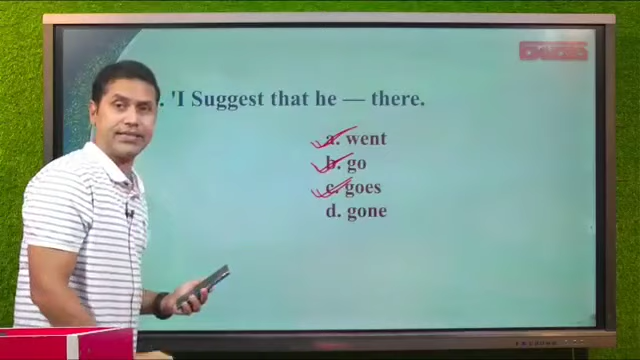 . 'I Suggest that he — there.
a. went
b. go
c. goes
d. gone